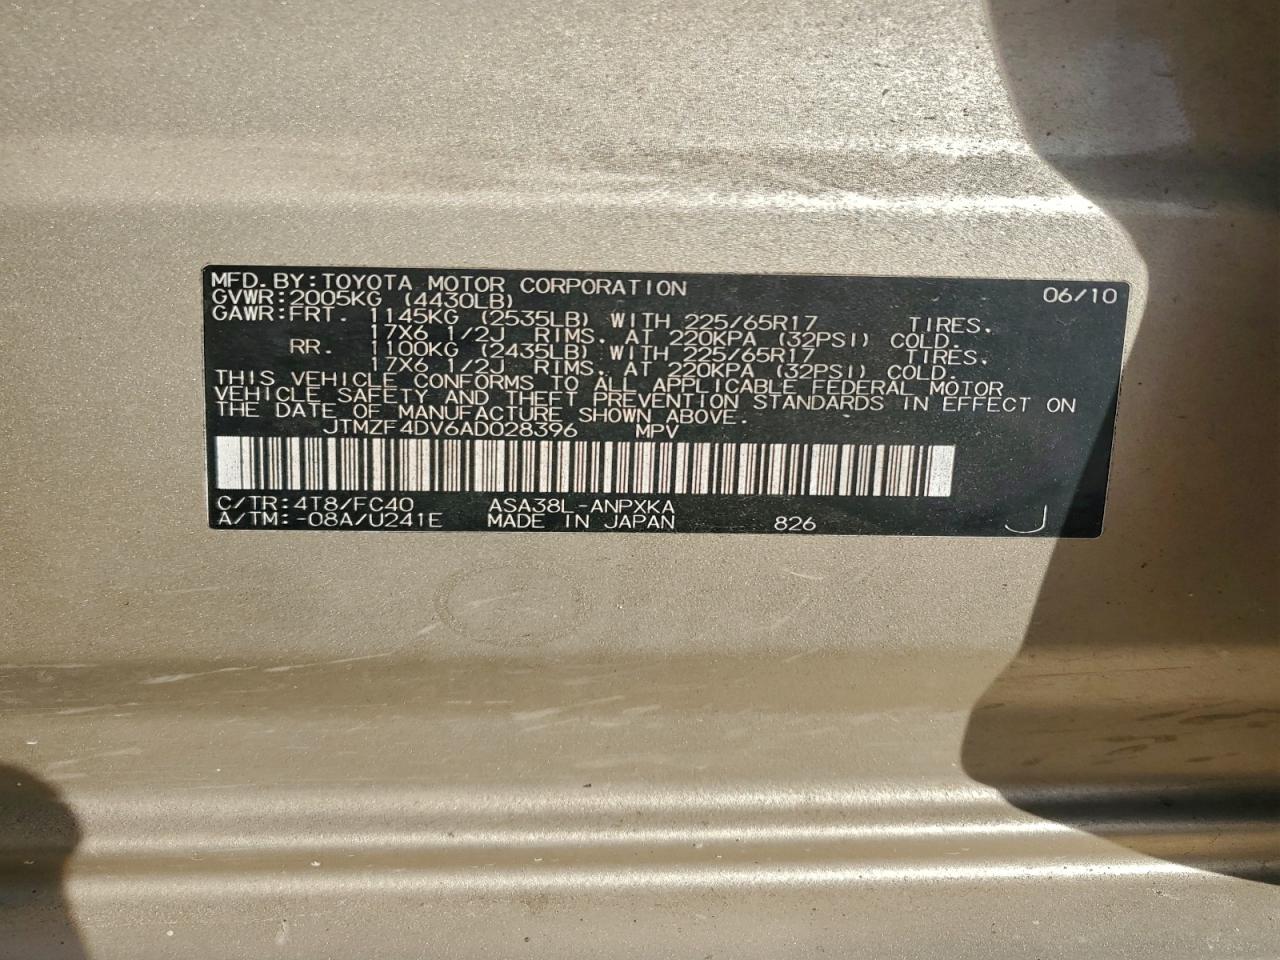 MFD. BY: TOYOTA MOTOR CORPORATION 06/10
GVWR: 2005KG (4430LB)
GAWR: FRT. 1145KG (2535LB) WITH 225/65R17 TIRES.
17X6 1/2J RIMS. AT 220KPA (32PSI) COLD.
RR. 1100KG (2435LB) WITH 225/65R17 TIRES.
17X6 1/2J RIMS. AT 220KPA (32PSI) COLD.
THIS VEHICLE CONFORMS TO ALL APPLICABLE FEDERAL MOTOR
VEHICLE SAFETY AND THEFT PREVENTION STANDARDS IN EFFECT ON
THE DATE OF MANUFACTURE SHOWN ABOVE.
JTMZF4DV6AD028396 MPV
C/TR: 4T8/FC40 ASA38L-ANPXKA
A/TM: -08A/U241E MADE IN JAPAN 826 J